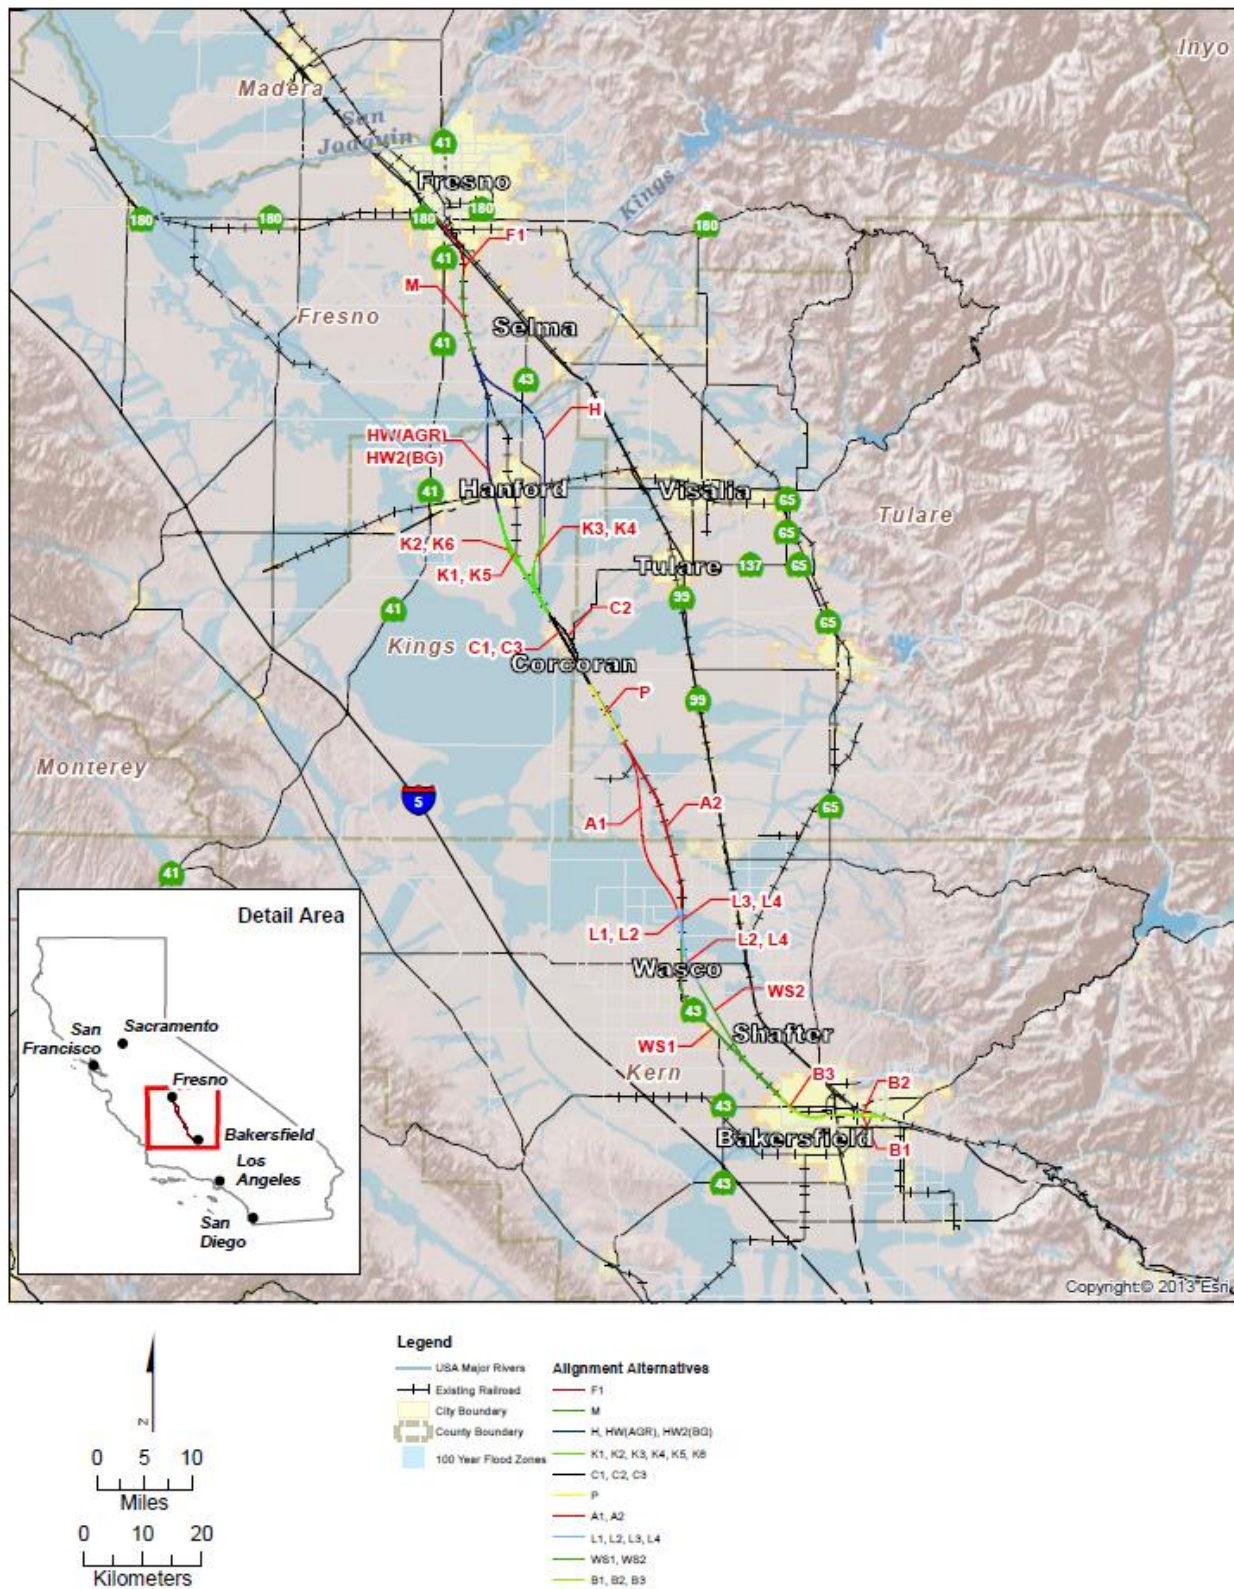 Inyo
Madera
San
Joaquin
41
Fresno
Kings
180
180
180
180
180
F1
41
M
Fresno
Selma
41
43
H
HW(AGR)
HW2(BG)
Hanford
Visalia
41
65
Tulare
65
K2, K6
K3, K4
K1, K5
Tulare
137
65
99
41
C2
65
Kings
C1, C3
Corcoran
P
99
Monterey
5
A2
65
A1
41
L3, L4
L1, L2
L2, L4
Wasco
WS2
43
Shafter
WS1
Kern
B3
B2
43
Bakersfield
B1
43
Detail Area
Sacramento
San
Francisco
Fresno
Bakersfield
Los
Angeles
San
Diego
Copyright:© 2013 Esri
N
0 5 10
Miles
0 10 20
Kilometers
Legend
USA Major Rivers
Existing Railroad
City Boundary
County Boundary
100 Year Flood Zones
Alignment Alternatives
F1
M
H, HW(AGR), HW2(BG)
K1, K2, K3, K4, K5, K6
C1, C2, C3
P
A1, A2
L1, L2, L3, L4
WS1, WS2
B1, B2, B3